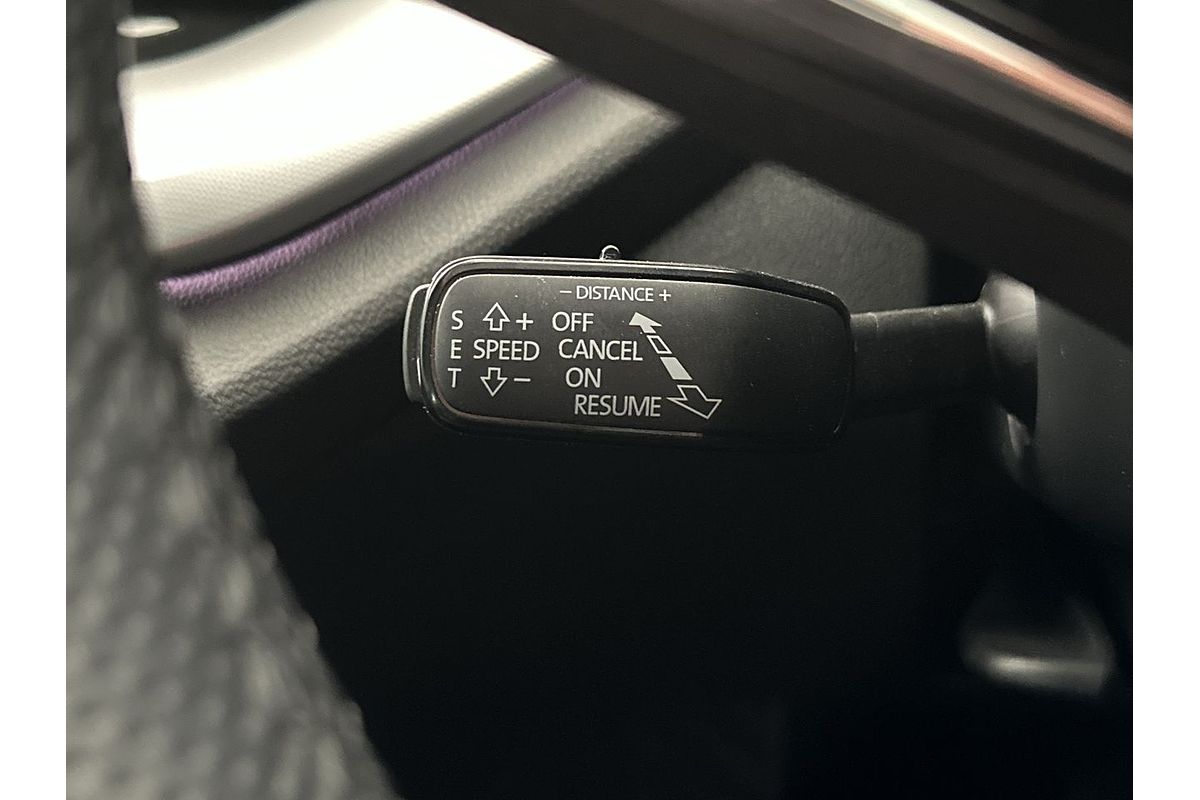 − DISTANCE +
S + OFF
E SPEED CANCEL
T − ON
RESUME